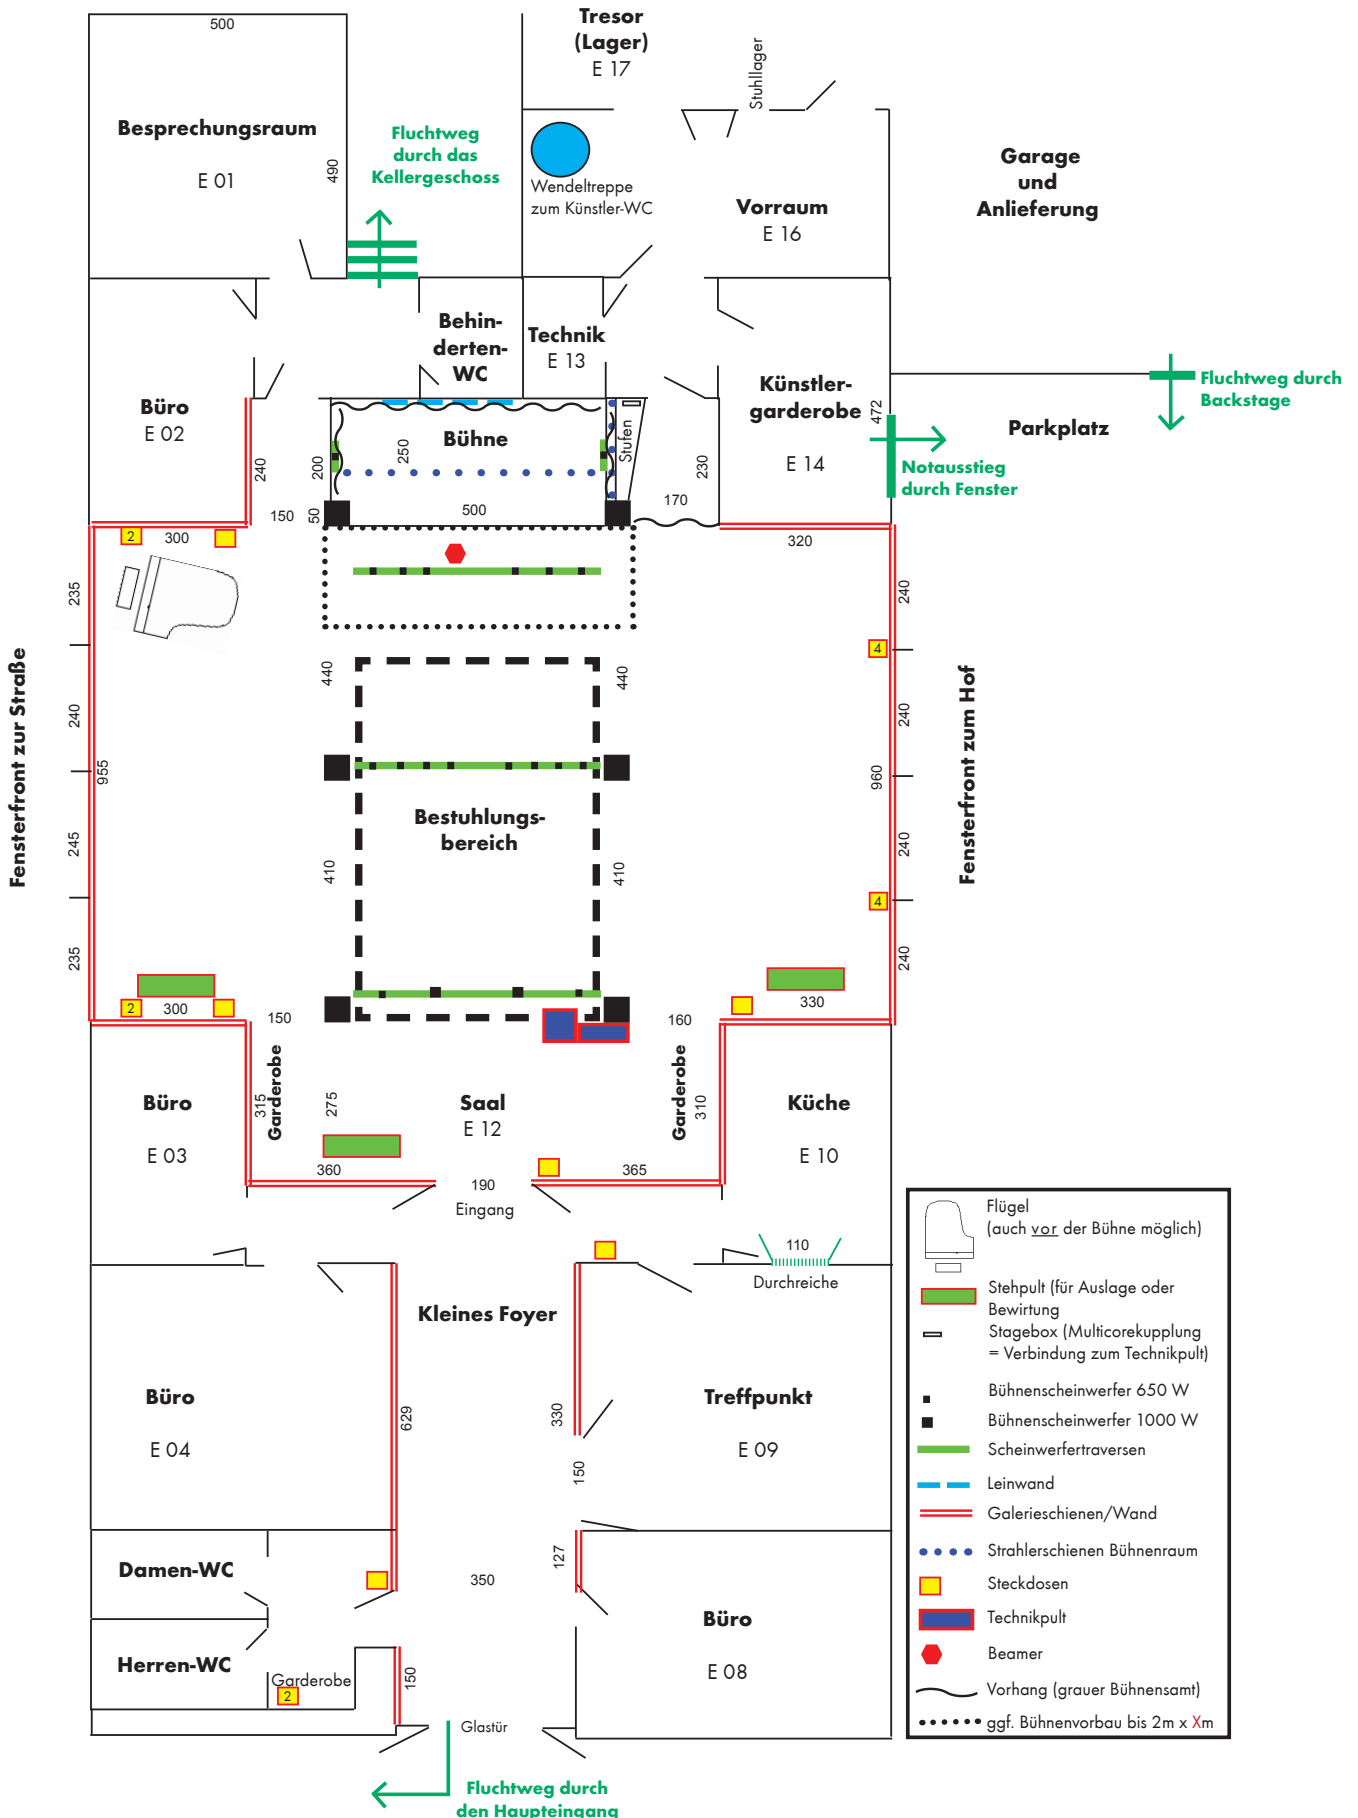 500
Tresor
(Lager)
E 17
Stuhllager
Besprechungsraum
E 01
490
Fluchtweg
durch das
Kellergeschoss
Wendeltreppe
zum Künstler-WC
Vorraum
E 16
Garage
und
Anlieferung
Behin-
derten-
WC
Technik
E 13
Büro
E 02
Künstler-
garderobe
E 14
472
Fluchtweg durch
Backstage
Parkplatz
Notausstieg
durch Fenster
Bühne
Stufen
240
200
250
230
150
50
500
170
2
300
320
235
240
440
440
4
Fensterfront zur Straße
240
955
240
960
Fensterfront zum Hof
Bestuhlungs-
bereich
245
410
410
240
4
235
240
2
300
330
150
160
Garderobe
315
275
Garderobe
310
Büro
E 03
Saal
E 12
Küche
E 10
360
190
365
Eingang
110
Durchreiche
Kleines Foyer
Büro
E 04
629
330
Treffpunkt
E 09
150
Damen-WC
127
350
Herren-WC
Garderobe
2
150
Büro
E 08
Glastür
Fluchtweg durch
den Haupteingang
Flügel
(auch vor der Bühne möglich)
Stehpult (für Auslage oder
Bewirtung
Stagebox (Multicorekupplung
= Verbindung zum Technikpult)
Bühnenscheinwerfer 650 W
Bühnenscheinwerfer 1000 W
Scheinwerfertraversen
Leinwand
Galerieschienen/Wand
Strahlerschienen Bühnenraum
Steckdosen
Technikpult
Beamer
Vorhang (grauer Bühnensamt)
ggf. Bühnenvorbau bis 2m x Xm